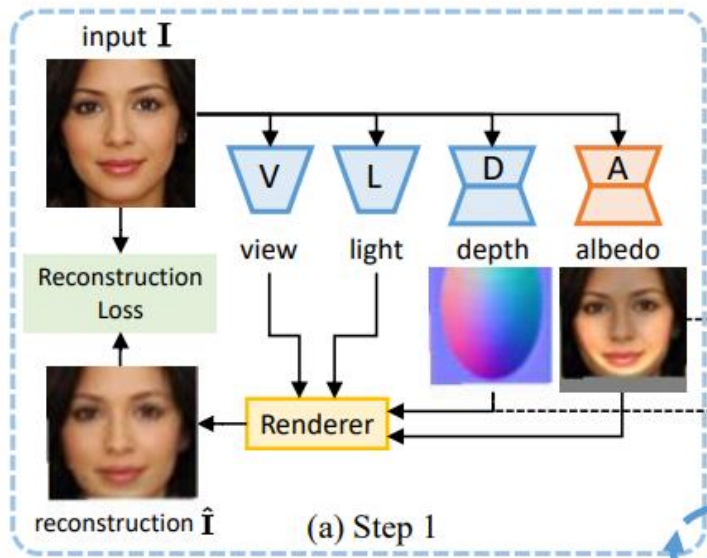 input I
V
L
D
A
view
light
depth
albedo
Reconstruction
Loss
Renderer
reconstruction Î
(a) Step 1